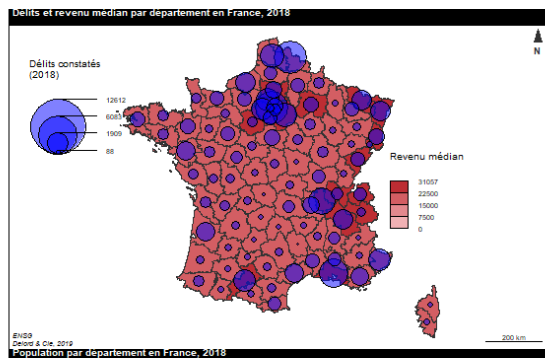 Délits et revenu médian par département en France, 2018
N
Délits constatés
(2018)
12612
6083
1909
88
Revenu médian
31057
22500
15000
7500
0
ENSG
Delord & Cie, 2019
200 km
Population par département en France, 2018